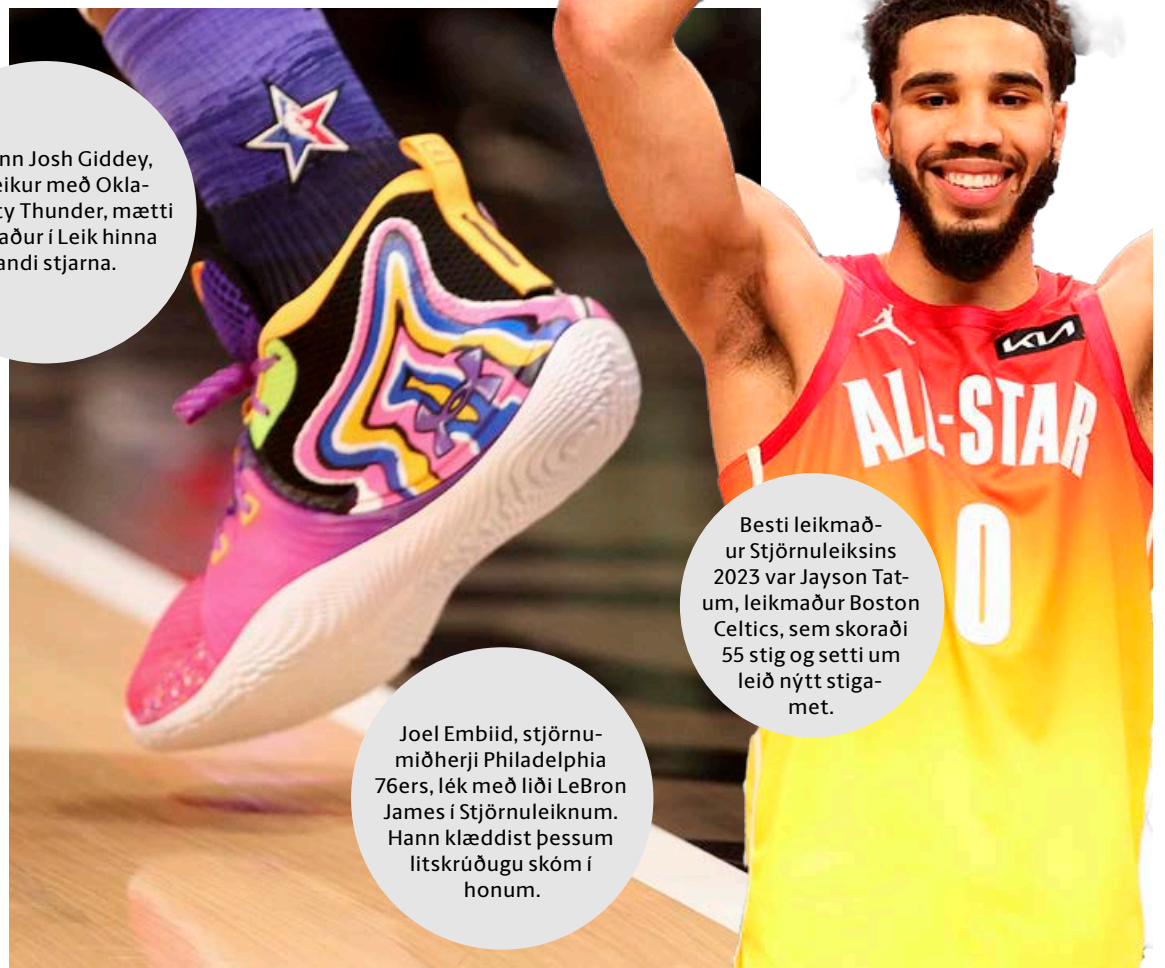 nn Josh Giddey,
eikur með Okla-
ty Thunder, mætti
aður í Leik hinna
andi stjarna.
KIA
ALL-STAR
0
Besti leikmað-
ur Stjörnuleiksins
2023 var Jayson Tat-
um, leikmaður Boston
Celtics, sem skoraði
55 stig og setti um
leið nýtt stiga-
met.
Joel Embiid, stjörnu-
miðherji Philadelphia
76ers, lék með liði LeBron
James í Stjörnuleiknum.
Hann klæddist þessum
litskrúðugu skóm í
honum.